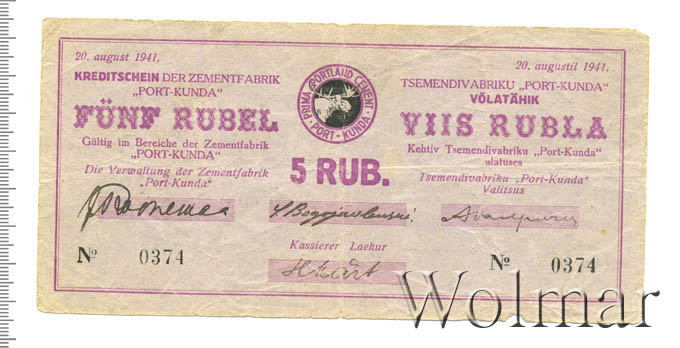 20. august 1941.
KREDITSCHEIN DER ZEMENTFABRIK
„PORT-KUNDA"
FÜNF RUBEL
Gültig im Bereiche der Zementfabrik
"PORT-KUNDA"
Die Verwaltung der Zementfabrik
„Port-Kunda"
PRIMA PORTLAND CEMENT
PORT-KUNDA
5 RUB.
20. augustil 1941.
TSEMENDIVABRIKU „PORT-KUNDA"
VÕLATÄHIK
VIIS RUBLA
Kehtiv Tsemendivabriku „Port-Kunda"
ulatuses
Tsemendivabriku „Port-Kunda"
Valitsus
Kassierer Laekur
№ 0374
№ 0374
Wolmar